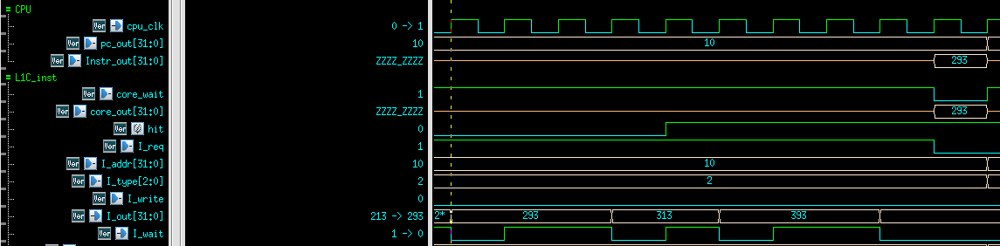 = CPU
Ver cpu_clk 0 -> 1
Ver pc_out[31:0] 10 10
Ver Instr_out[31:0] ZZZZ_ZZZZ 293
= L1C_inst
Ver core_wait 1
Ver core_out[31:0] ZZZZ_ZZZZ 293
Ver hit 0
Ver I_req 1
Ver I_addr[31:0] 10 10
Ver I_type[2:0] 2 2
Ver I_write 0
Ver I_out[31:0] 213 -> 293 2* 293 313 393
Ver I_wait 1 -> 0